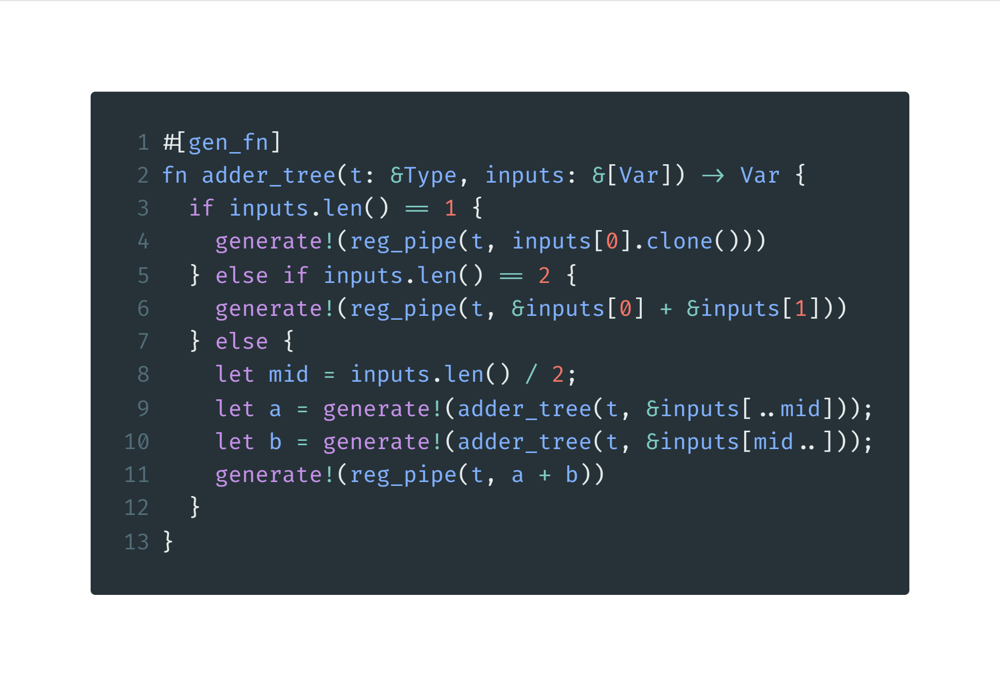 1 #[gen_fn]
2 fn adder_tree(t: &Type, inputs: &[Var]) -> Var {
3   if inputs.len() == 1 {
4     generate!(reg_pipe(t, inputs[0].clone()))
5   } else if inputs.len() == 2 {
6     generate!(reg_pipe(t, &inputs[0] + &inputs[1]))
7   } else {
8     let mid = inputs.len() / 2;
9     let a = generate!(adder_tree(t, &inputs[..mid]));
10     let b = generate!(adder_tree(t, &inputs[mid..]));
11     generate!(reg_pipe(t, a + b))
12   }
13 }